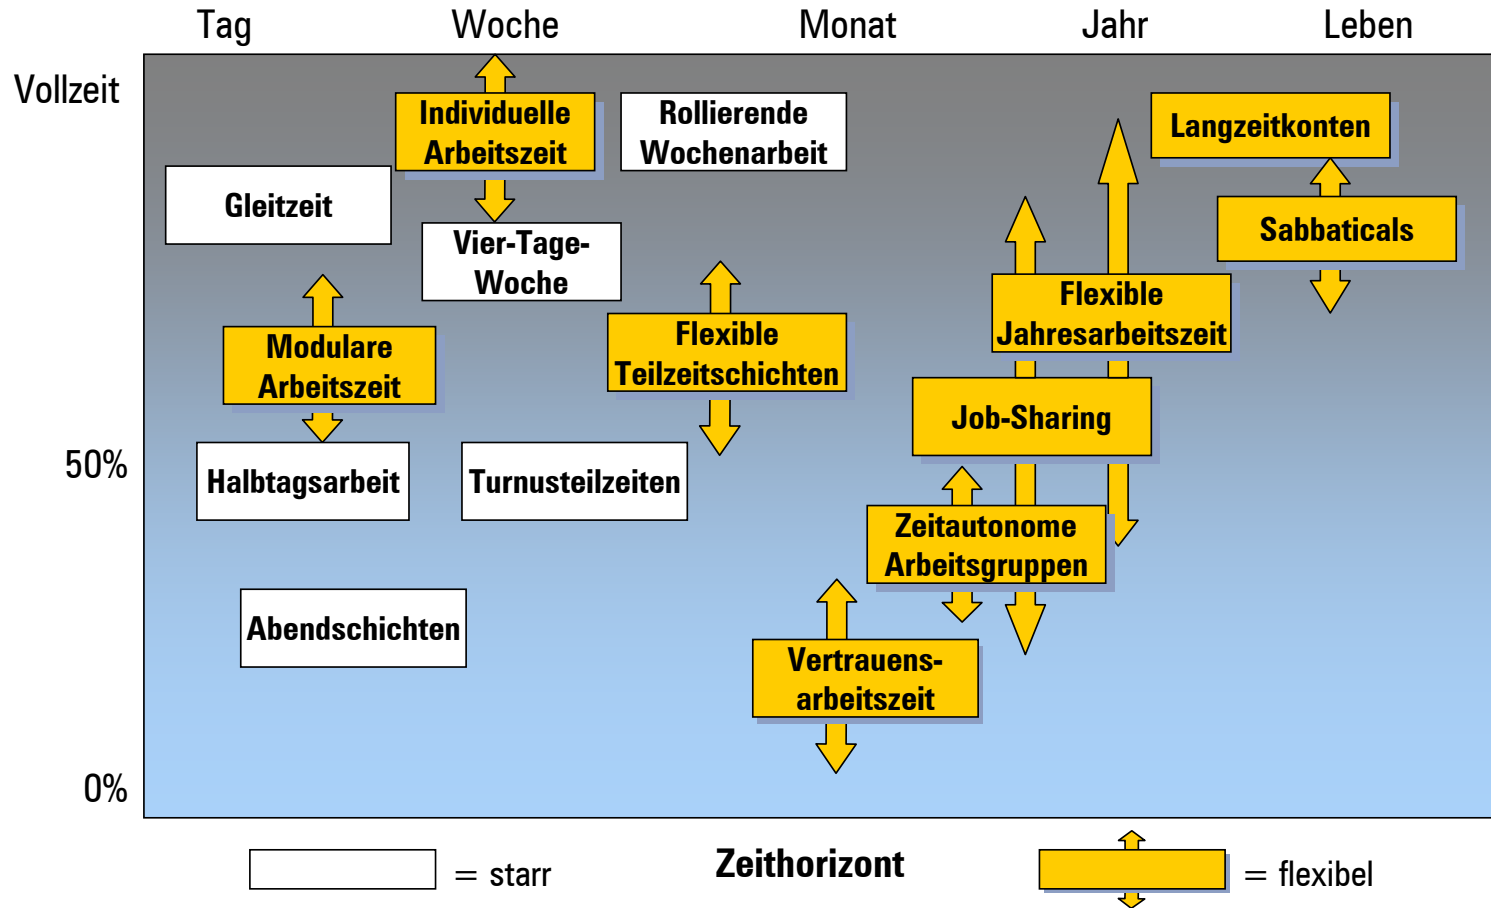 Tag Woche Monat Jahr Leben
Vollzeit
Individuelle
Arbeitszeit
Rollierende
Wochenarbeit
Langzeitkonten
Gleitzeit
Vier-Tage-
Woche
Sabbaticals
Modulare
Arbeitszeit
Flexible
Teilzeitschichten
Flexible
Jahresarbeitszeit
Job-Sharing
50%
Halbtagsarbeit
Turnusteilzeiten
Zeitautonome
Arbeitsgruppen
Abendschichten
Vertrauens-
arbeitszeit
0%
= starr
Zeithorizont
= flexibel